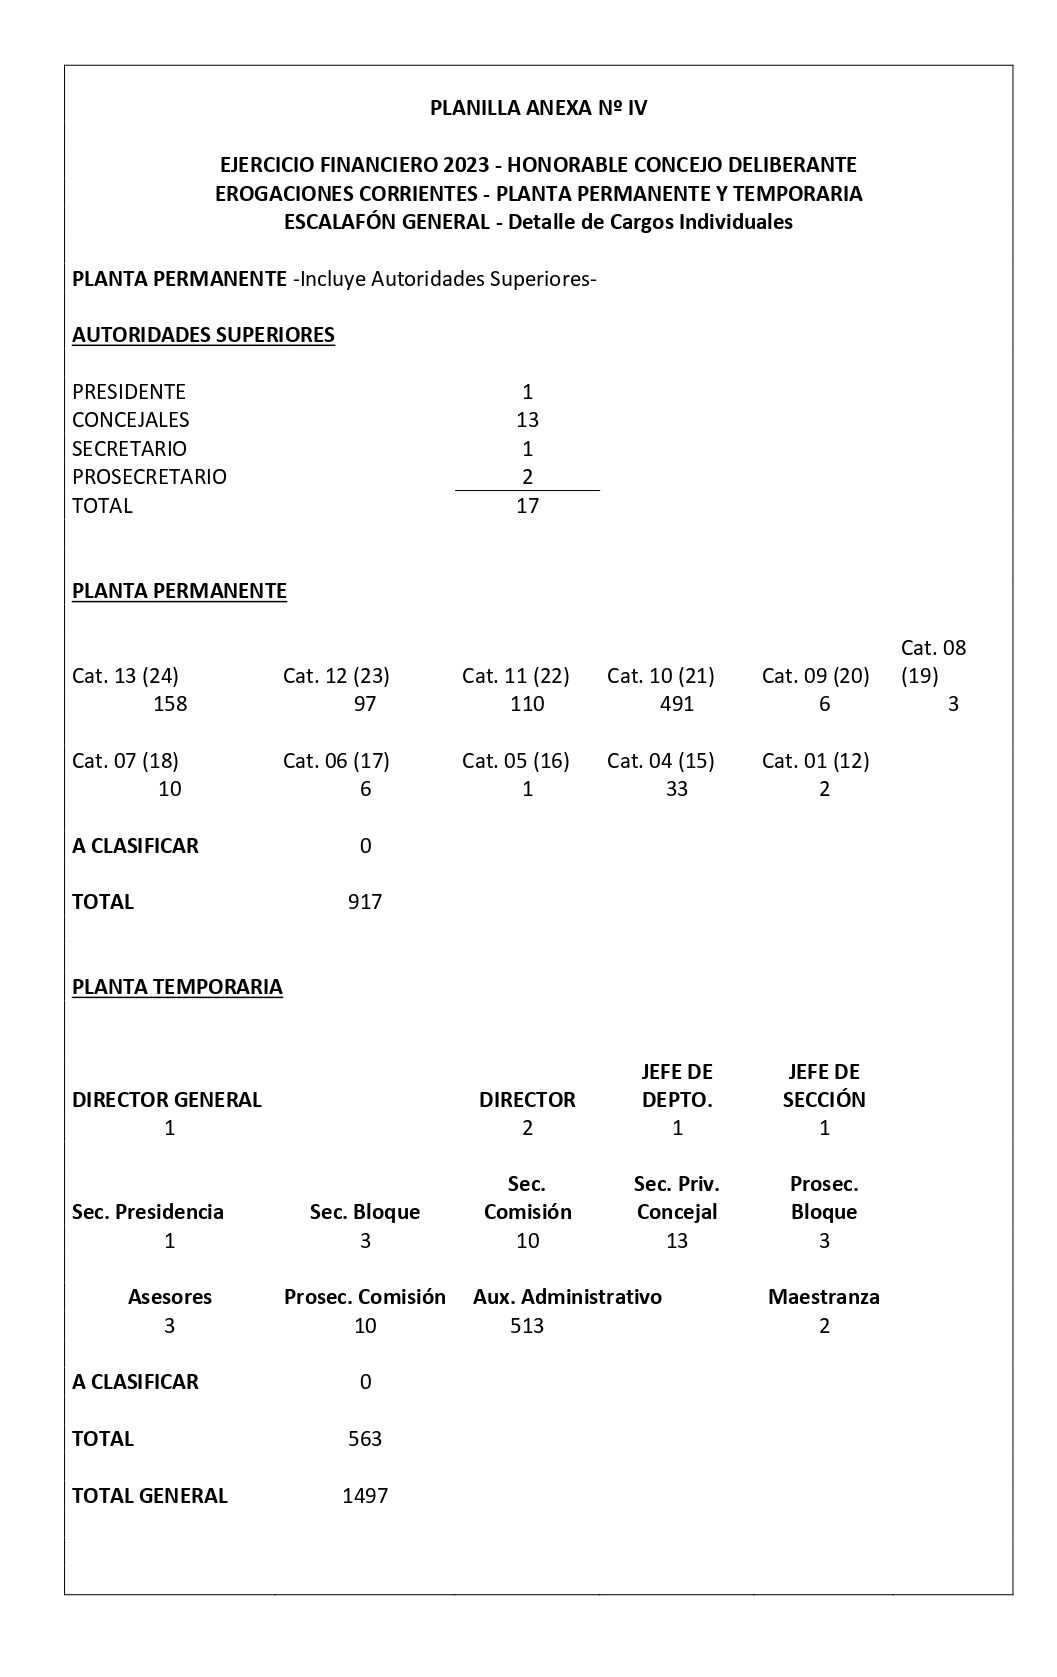 PLANILLA ANEXA Nº IV
EJERCICIO FINANCIERO 2023 - HONORABLE CONCEJO DELIBERANTE
EROGACIONES CORRIENTES - PLANTA PERMANENTE Y TEMPORARIA
ESCALAFÓN GENERAL - Detalle de Cargos Individuales
PLANTA PERMANENTE -Incluye Autoridades Superiores-
AUTORIDADES SUPERIORES
PRESIDENTE 1
CONCEJALES 13
SECRETARIO 1
PROSECRETARIO 2
TOTAL 17
PLANTA PERMANENTE
Cat. 08
Cat. 13 (24) Cat. 12 (23) Cat. 11 (22) Cat. 10 (21) Cat. 09 (20) (19)
158 97 110 491 6 3
Cat. 07 (18) Cat. 06 (17) Cat. 05 (16) Cat. 04 (15) Cat. 01 (12)
10 6 1 33 2
A CLASIFICAR 0
TOTAL 917
PLANTA TEMPORARIA
JEFE DE JEFE DE
DIRECTOR GENERAL DIRECTOR DEPTO. SECCIÓN
1 2 1 1
Sec. Sec. Priv. Prosec.
Sec. Presidencia Sec. Bloque Comisión Concejal Bloque
1 3 10 13 3
Asesores Prosec. Comisión Aux. Administrativo Maestranza
3 10 513 2
A CLASIFICAR 0
TOTAL 563
TOTAL GENERAL 1497